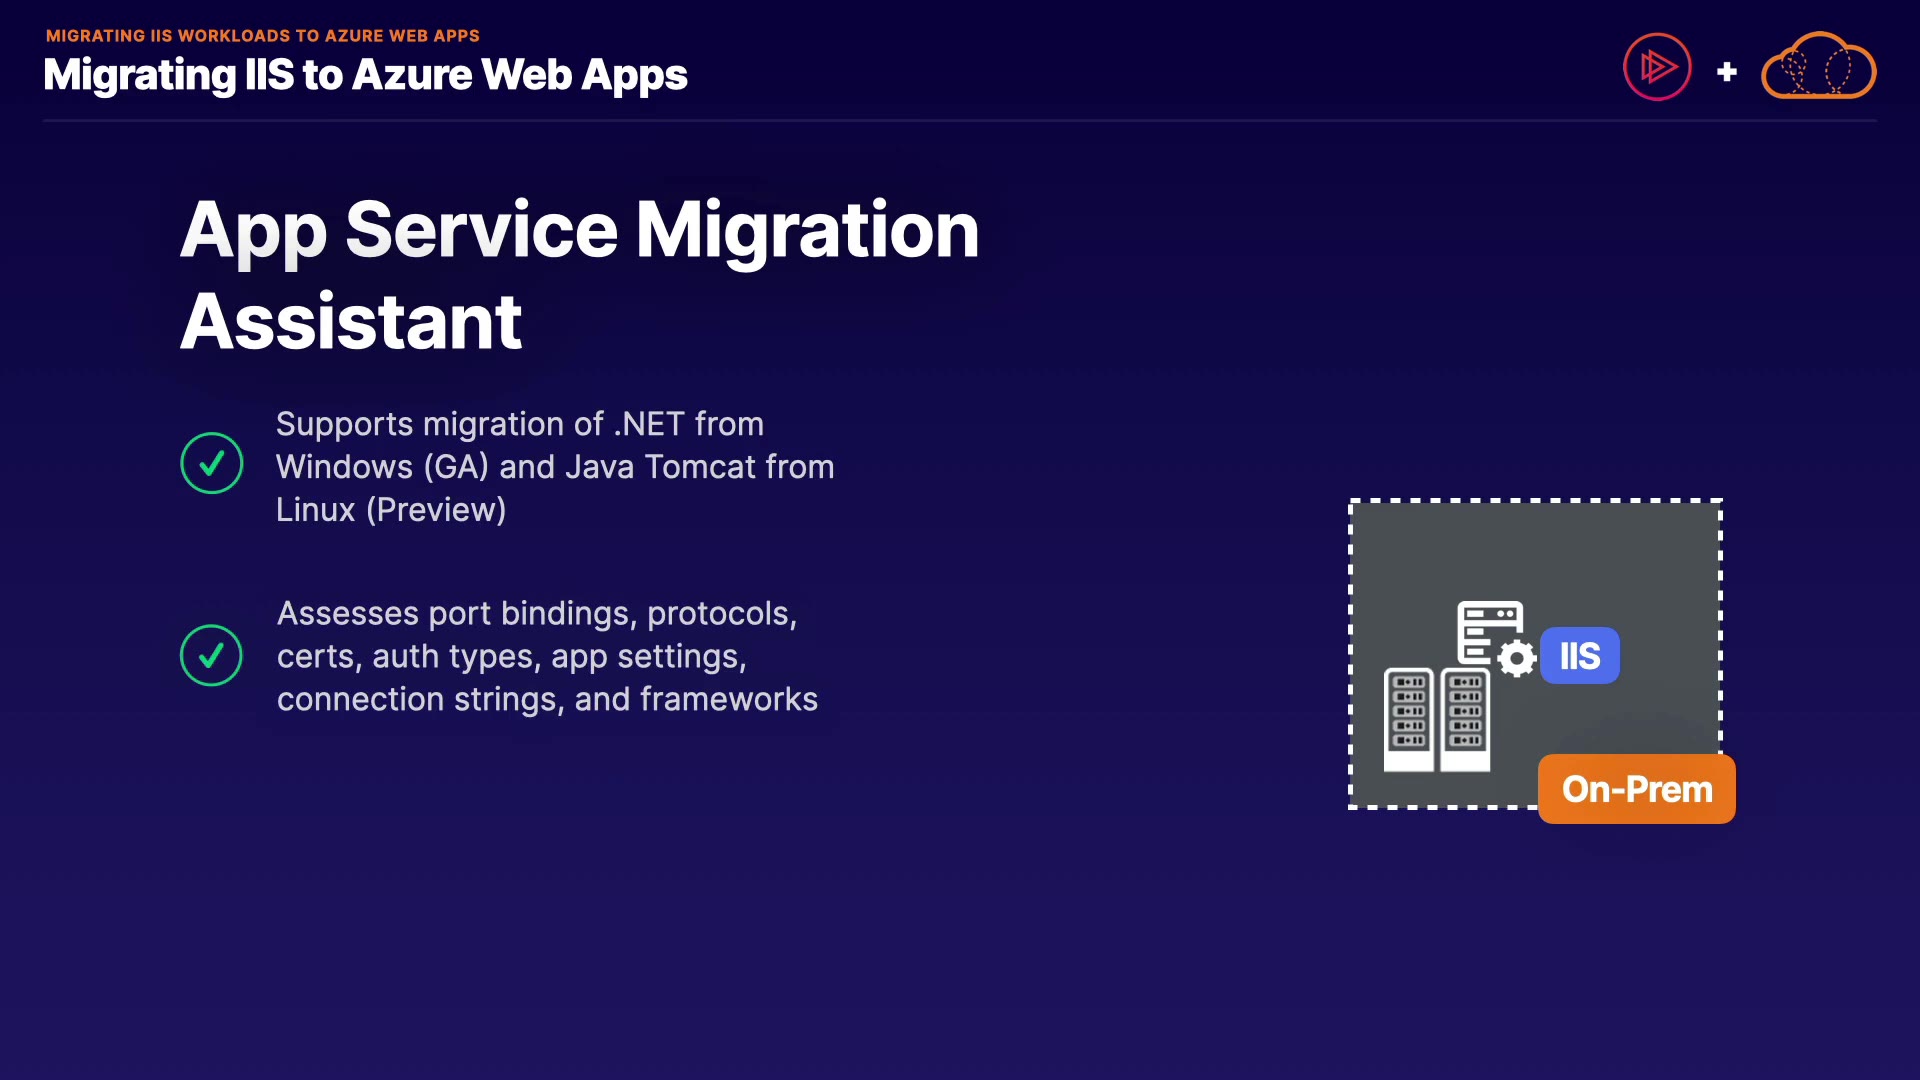 MIGRATING IIS WORKLOADS TO AZURE WEB APPS
Migrating IIS to Azure Web Apps
App Service Migration
Assistant
Supports migration of .NET from
Windows (GA) and Java Tomcat from
Linux (Preview)
Assesses port bindings, protocols,
certs, auth types, app settings,
connection strings, and frameworks
IIS
On-Prem